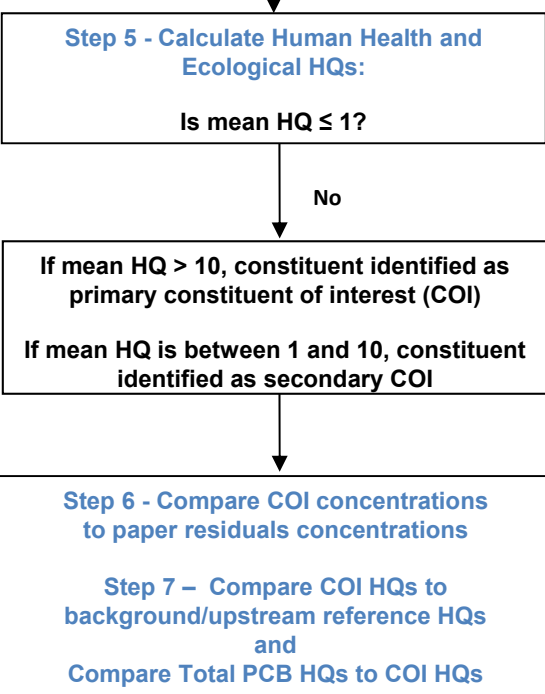 Step 5 - Calculate Human Health and
Ecological HQs:
Is mean HQ ≤ 1?
No
If mean HQ > 10, constituent identified as
primary constituent of interest (COI)
If mean HQ is between 1 and 10, constituent
identified as secondary COI
Step 6 - Compare COI concentrations
to paper residuals concentrations
Step 7 – Compare COI HQs to
background/upstream reference HQs
and
Compare Total PCB HQs to COI HQs